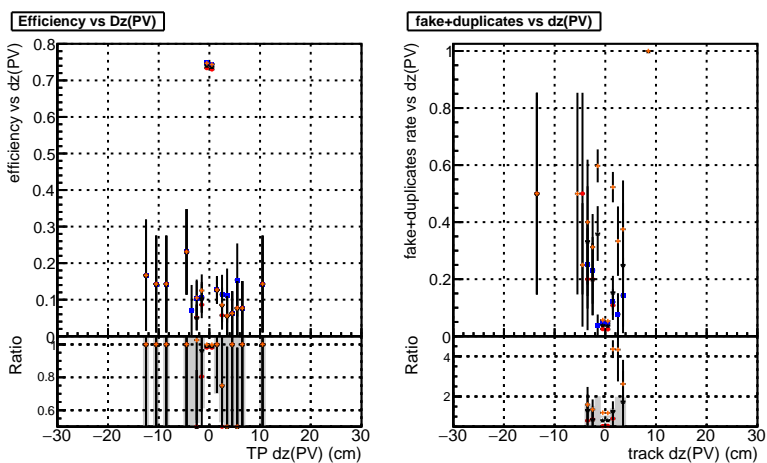 Efficiency vs Dz(PV)
efficiency vs dz(PV)
0.8
0.7
0.6
0.5
0.4
0.3
0.2
0.1
0
Ratio
1
0.8
0.6
−30 −20 −10 0 10 20 30
TP dz(PV) (cm)
fake+duplicates vs dz(PV)
fake+duplicates rate vs dz(PV)
1
0.8
0.6
0.4
0.2
0
Ratio
4
2
−30 −20 −10 0 10 20 30
track dz(PV) (cm)